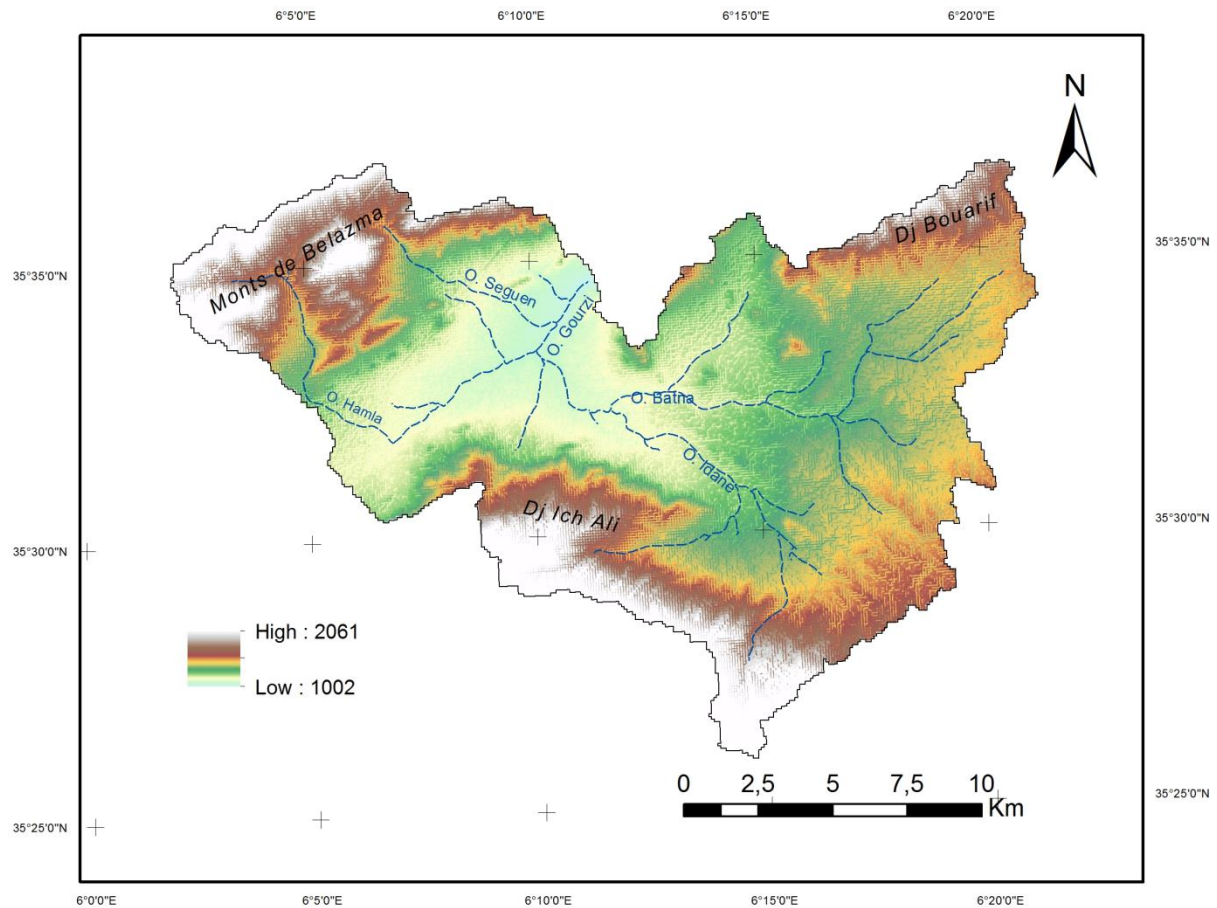 6°5'0"E
6°10'0"E
6°15'0"E
6°20'0"E
N
Dj Bouarif
Monts de Belazma
35°35'0"N
35°35'0"N
O. Seguen
O. Gourzi
O. Hamla
O. Batna
O. Idane
Dj Ich Ali
35°30'0"N
35°30'0"N
High : 2061
Low : 1002
0 2,5 5 7,5 10
Km
35°25'0"N
35°25'0"N
6°0'0"E
6°5'0"E
6°10'0"E
6°15'0"E
6°20'0"E